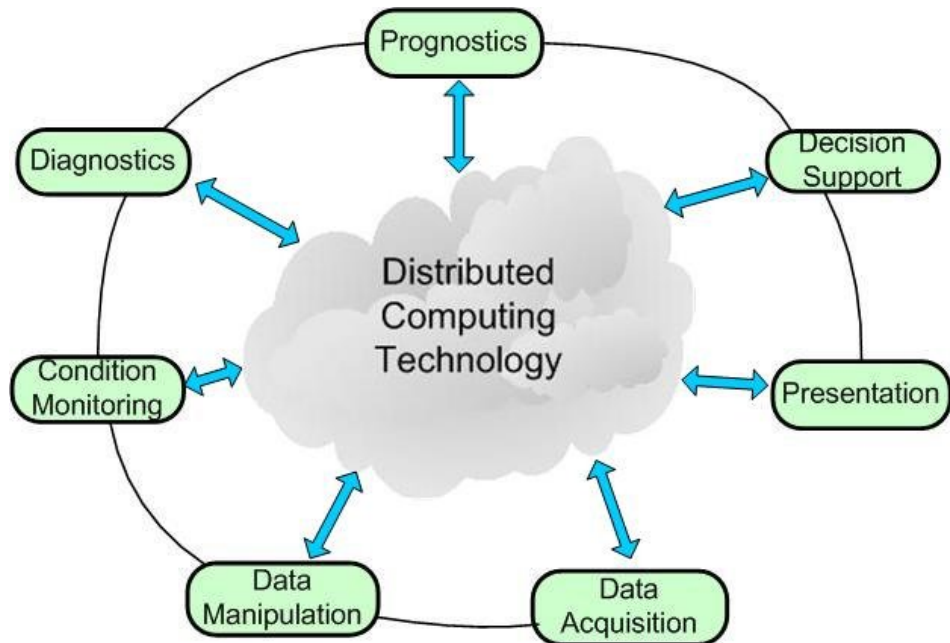 Prognostics
Diagnostics
Decision
Support
Distributed
Computing
Technology
Condition
Monitoring
Presentation
Data
Manipulation
Data
Acquisition